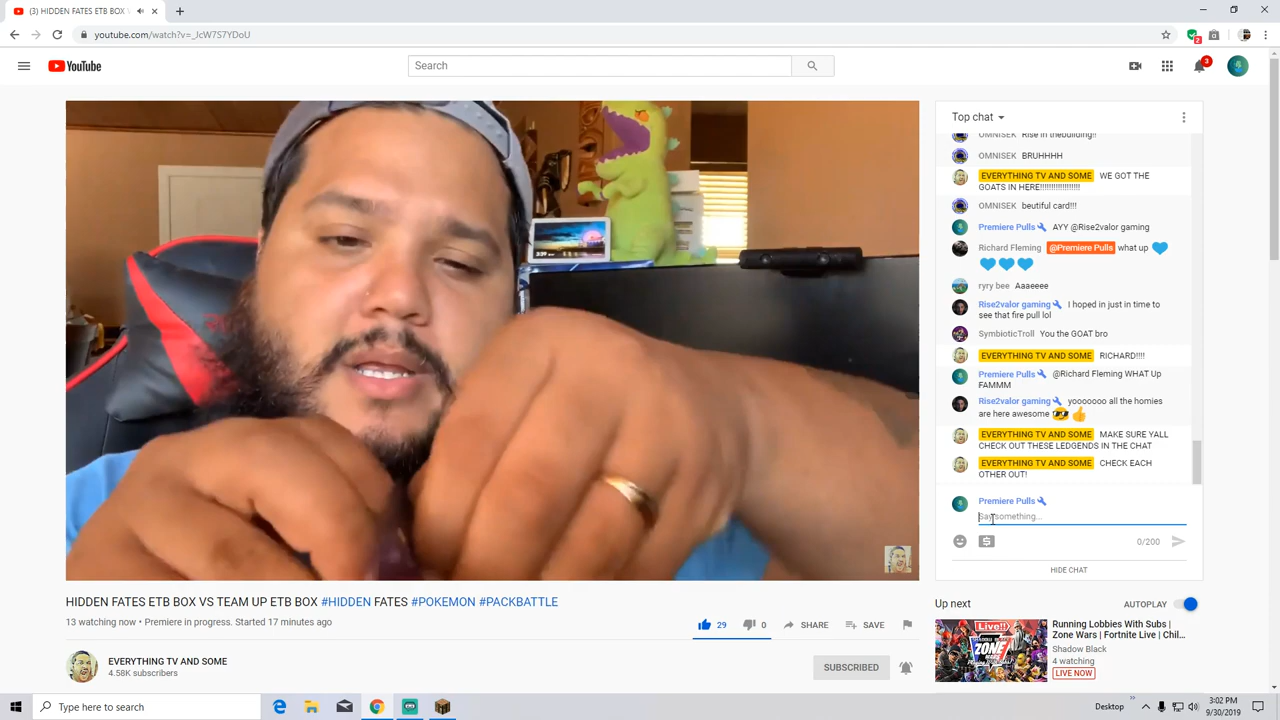 (3) HIDDEN FATES ETB BOX V
youtube.com/watch?v=_JcW7S7YDoU
2
YouTube
Search
3
Top chat
OMNISEK Rise in thebuilding!!
OMNISEK BRUHHHH
EVERYTHING TV AND SOME WE GOT THE
GOATS IN HERE!!!!!!!!!!!!!!!!!!
OMNISEK beutiful card!!!
Premiere Pulls AYY @Rise2valor gaming
Richard Fleming @Premiere Pulls what up
ryry bee Aaaeeee
Rise2valor gaming I hoped in just in time to
see that fire pull lol
SymbioticTroll You the GOAT bro
EVERYTHING TV AND SOME RICHARD!!!!
Premiere Pulls @Richard Fleming WHAT Up
FAMMM
Rise2valor gaming yooooooo all the homies
are here awesome
EVERYTHING TV AND SOME MAKE SURE YALL
CHECK OUT THESE LEDGENDS IN THE CHAT
EVERYTHING TV AND SOME CHECK EACH
OTHER OUT!
Premiere Pulls
Say something...
0/200
HIDE CHAT
HIDDEN FATES ETB BOX VS TEAM UP ETB BOX #HIDDEN FATES #POKEMON #PACKBATTLE
13 watching now • Premiere in progress. Started 17 minutes ago
29
0
SHARE
SAVE
EVERYTHING TV AND SOME
4.58K subscribers
SUBSCRIBED
Up next
AUTOPLAY
Live!!
ZONE
WARS
Running Lobbies With Subs |
Zone Wars | Fortnite Live | Chil...
Shadow Black
4 watching
LIVE NOW
Type here to search
Desktop
3:02 PM
9/30/2019